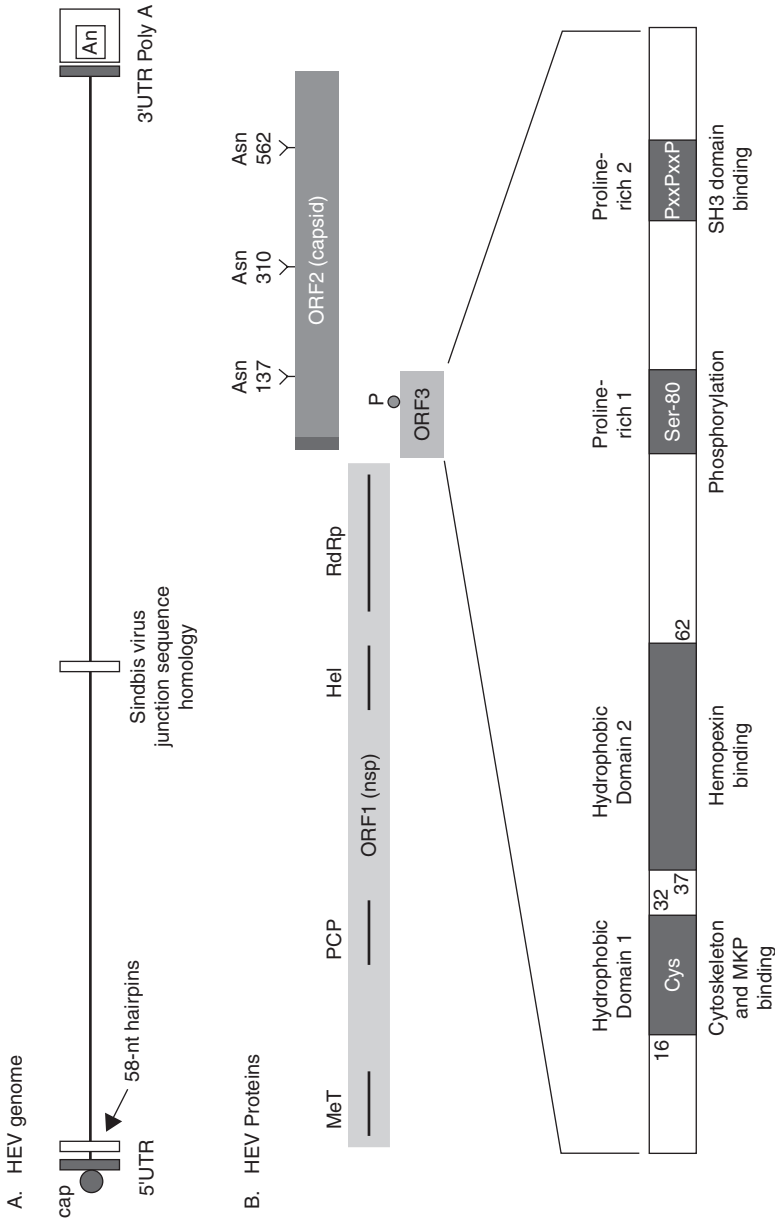 A. HEV genome
cap
5'UTR
58-nt hairpins
Sindbis virus
junction sequence
homology
An
3'UTR Poly A
B. HEV Proteins
MeT
PCP
ORF1 (nsp)
Hel
RdRp
Asn
137
Asn
310
Asn
562
ORF2 (capsid)
P
ORF3
Hydrophobic
Domain 1
Hydrophobic
Domain 2
Proline-
rich 1
Proline-
rich 2
16
Cys
32
37
62
Ser-80
PxxPxxP
Cytoskeleton
and MKP
binding
Hemopexin
binding
Phosphorylation
SH3 domain
binding